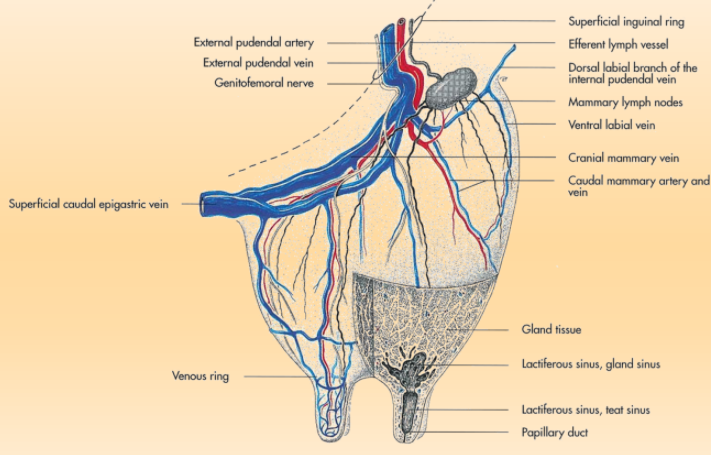 External pudendal artery
External pudendal vein
Genitofemoral nerve
Superficial caudal epigastric vein
Venous ring
Superficial inguinal ring
Efferent lymph vessel
Dorsal labial branch of the
internal pudendal vein
Mammary lymph nodes
Ventral labial vein
Cranial mammary vein
Caudal mammary artery and
vein
Gland tissue
Lactiferous sinus, gland sinus
Lactiferous sinus, teat sinus
Papillary duct